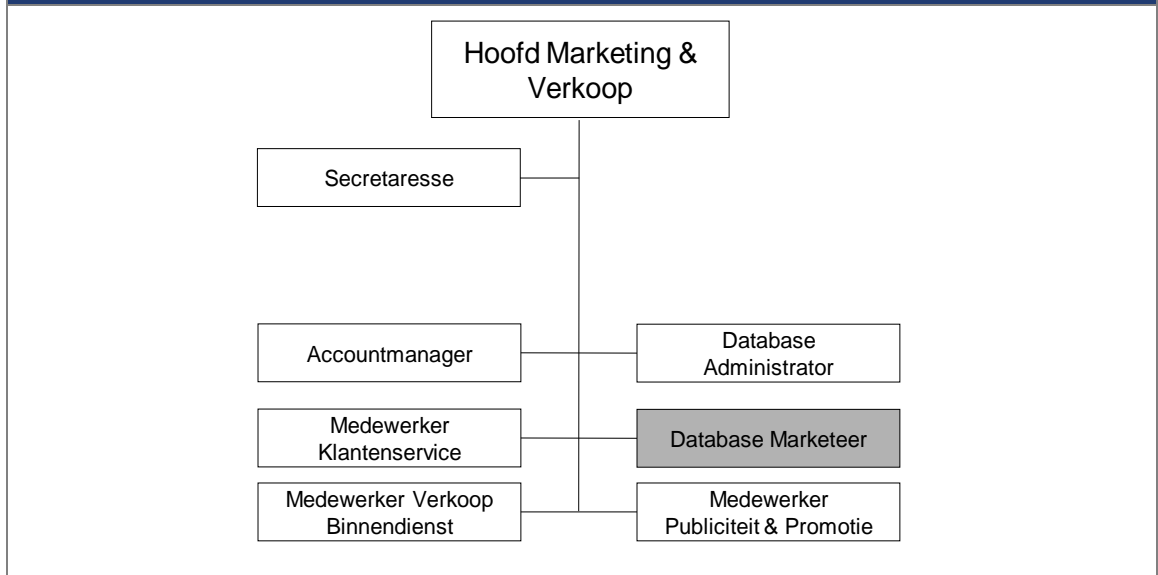 Hoofd Marketing &
Verkoop
Secretaresse
Accountmanager
Database
Administrator
Medewerker
Klantenservice
Database Marketeer
Medewerker Verkoop
Binnendienst
Medewerker
Publiciteit & Promotie